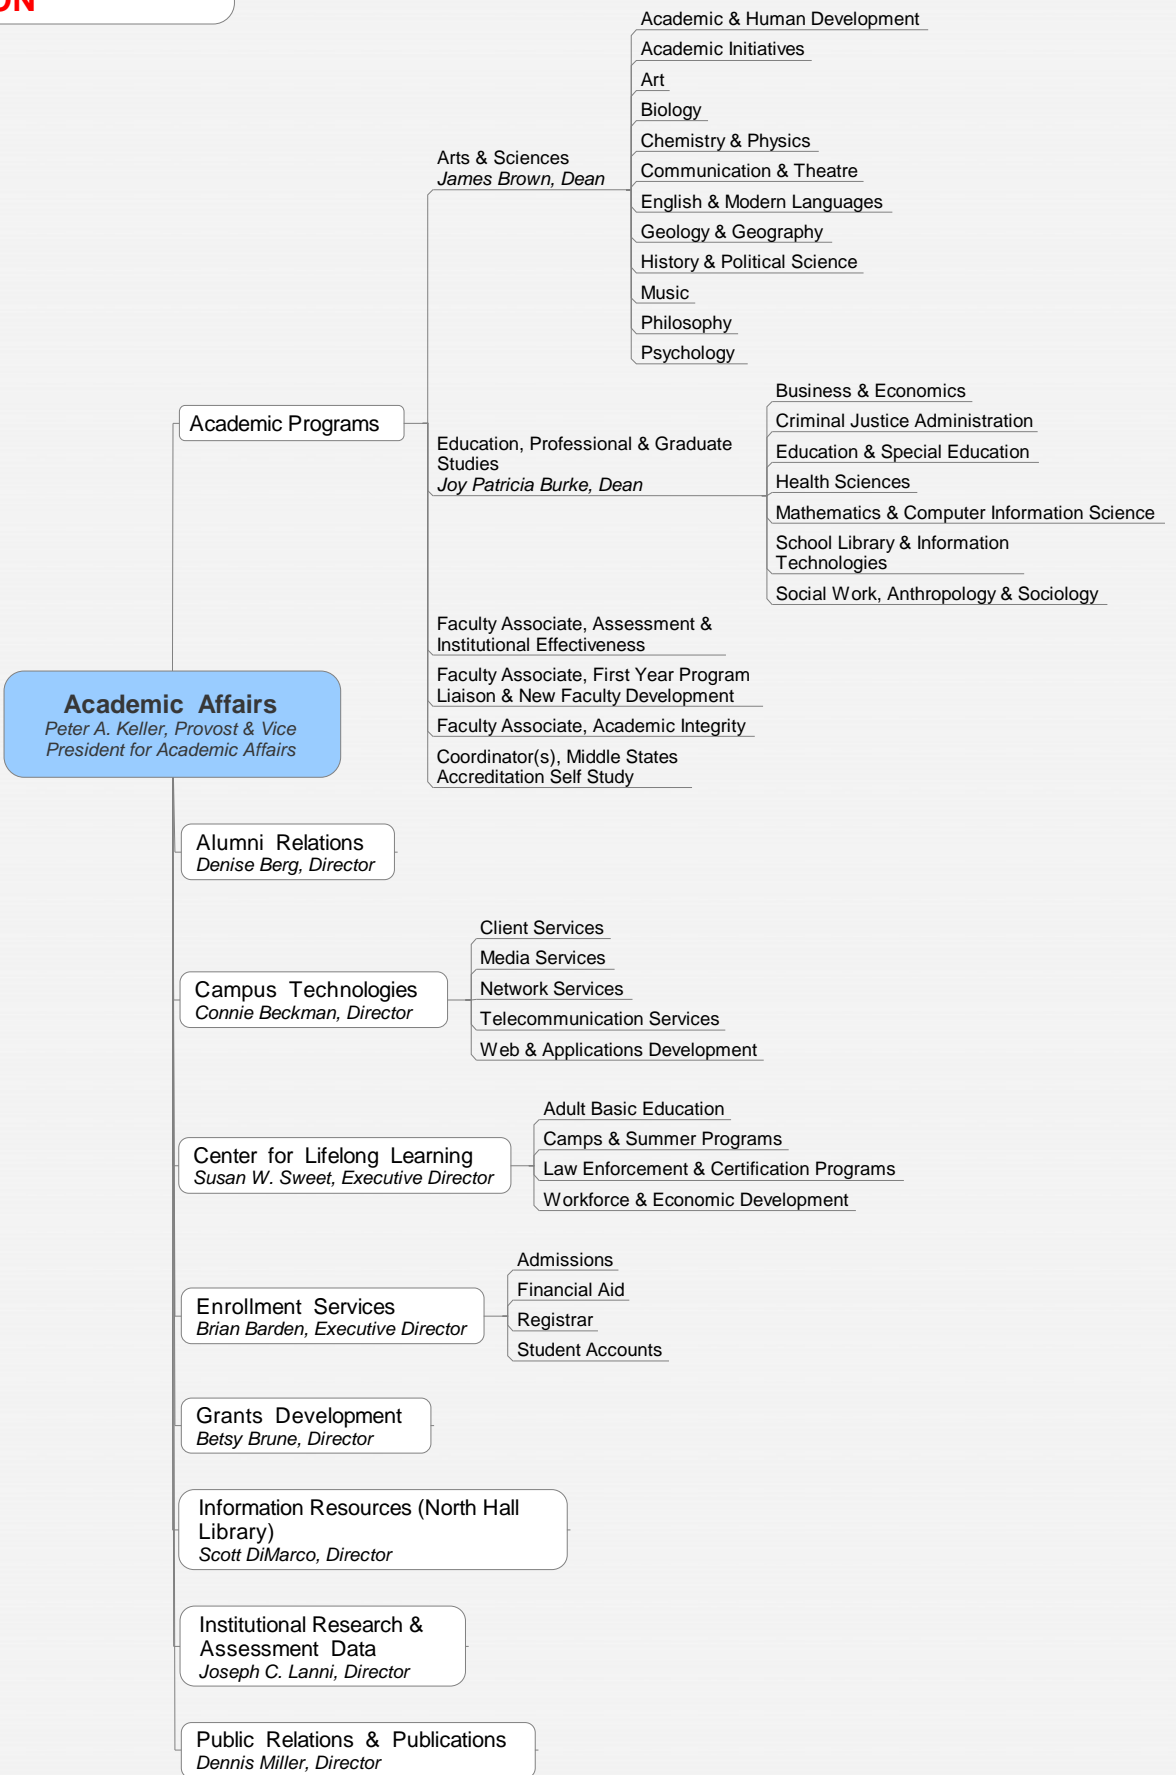 ON
Academic & Human Development
Academic Initiatives
Art
Biology
Chemistry & Physics
Arts & Sciences
James Brown, Dean
Communication & Theatre
English & Modern Languages
Geology & Geography
History & Political Science
Music
Philosophy
Psychology
Academic Programs
Education, Professional & Graduate
Studies
Joy Patricia Burke, Dean
Business & Economics
Criminal Justice Administration
Education & Special Education
Health Sciences
Mathematics & Computer Information Science
School Library & Information
Technologies
Social Work, Anthropology & Sociology
Faculty Associate, Assessment &
Institutional Effectiveness
Faculty Associate, First Year Program
Liaison & New Faculty Development
Faculty Associate, Academic Integrity
Coordinator(s), Middle States
Accreditation Self Study
Academic Affairs
Peter A. Keller, Provost & Vice
President for Academic Affairs
Alumni Relations
Denise Berg, Director
Campus Technologies
Connie Beckman, Director
Client Services
Media Services
Network Services
Telecommunication Services
Web & Applications Development
Center for Lifelong Learning
Susan W. Sweet, Executive Director
Adult Basic Education
Camps & Summer Programs
Law Enforcement & Certification Programs
Workforce & Economic Development
Enrollment Services
Brian Barden, Executive Director
Admissions
Financial Aid
Registrar
Student Accounts
Grants Development
Betsy Brune, Director
Information Resources (North Hall
Library)
Scott DiMarco, Director
Institutional Research &
Assessment Data
Joseph C. Lanni, Director
Public Relations & Publications
Dennis Miller, Director